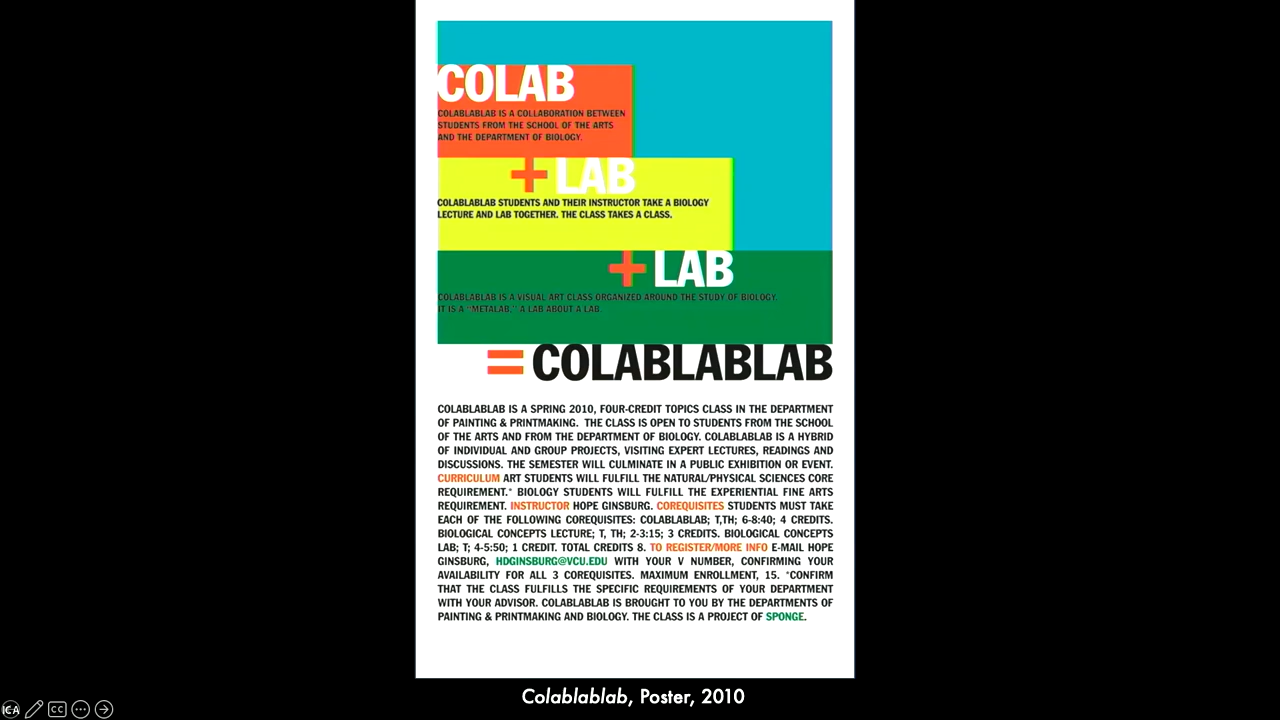 COLAB
COLABLABLAB IS A COLLABORATION BETWEEN
STUDENTS FROM THE SCHOOL OF THE ARTS
AND THE DEPARTMENT OF BIOLOGY.
+ LAB
COLABLABLAB STUDENTS AND THEIR INSTRUCTOR TAKE A BIOLOGY
LECTURE AND LAB TOGETHER. THE CLASS TAKES A CLASS.
+ LAB
COLABLABLAB IS A VISUAL ART CLASS ORGANIZED AROUND THE STUDY OF BIOLOGY.
IT IS A "METALAB," A LAB ABOUT A LAB.
= COLABLABLAB
COLABLABLAB IS A SPRING 2010, FOUR-CREDIT TOPICS CLASS IN THE DEPARTMENT
OF PAINTING & PRINTMAKING. THE CLASS IS OPEN TO STUDENTS FROM THE SCHOOL
OF THE ARTS AND FROM THE DEPARTMENT OF BIOLOGY. COLABLABLAB IS A HYBRID
OF INDIVIDUAL AND GROUP PROJECTS, VISITING EXPERT LECTURES, READINGS AND
DISCUSSIONS. THE SEMESTER WILL CULMINATE IN A PUBLIC EXHIBITION OR EVENT.
CURRICULUM ART STUDENTS WILL FULFILL THE NATURAL/PHYSICAL SCIENCES CORE
REQUIREMENT.* BIOLOGY STUDENTS WILL FULFILL THE EXPERIENTIAL FINE ARTS
REQUIREMENT. INSTRUCTOR HOPE GINSBURG. COREQUISITES STUDENTS MUST TAKE
EACH OF THE FOLLOWING COREQUISITES: COLABLABLAB; T,TH; 6-8:40; 4 CREDITS.
BIOLOGICAL CONCEPTS LECTURE; T, TH; 2-3:15; 3 CREDITS. BIOLOGICAL CONCEPTS
LAB; T; 4-5:50; 1 CREDIT. TOTAL CREDITS 8. TO REGISTER/MORE INFO E-MAIL HOPE
GINSBURG, HDGINSBURG@VCU.EDU WITH YOUR V NUMBER, CONFIRMING YOUR
AVAILABILITY FOR ALL 3 COREQUISITES. MAXIMUM ENROLLMENT, 15. *CONFIRM
THAT THE CLASS FULFILLS THE SPECIFIC REQUIREMENTS OF YOUR DEPARTMENT
WITH YOUR ADVISOR. COLABLABLAB IS BROUGHT TO YOU BY THE DEPARTMENTS OF
PAINTING & PRINTMAKING AND BIOLOGY. THE CLASS IS A PROJECT OF SPONGE.
Colablablab, Poster, 2010
ICA
CC